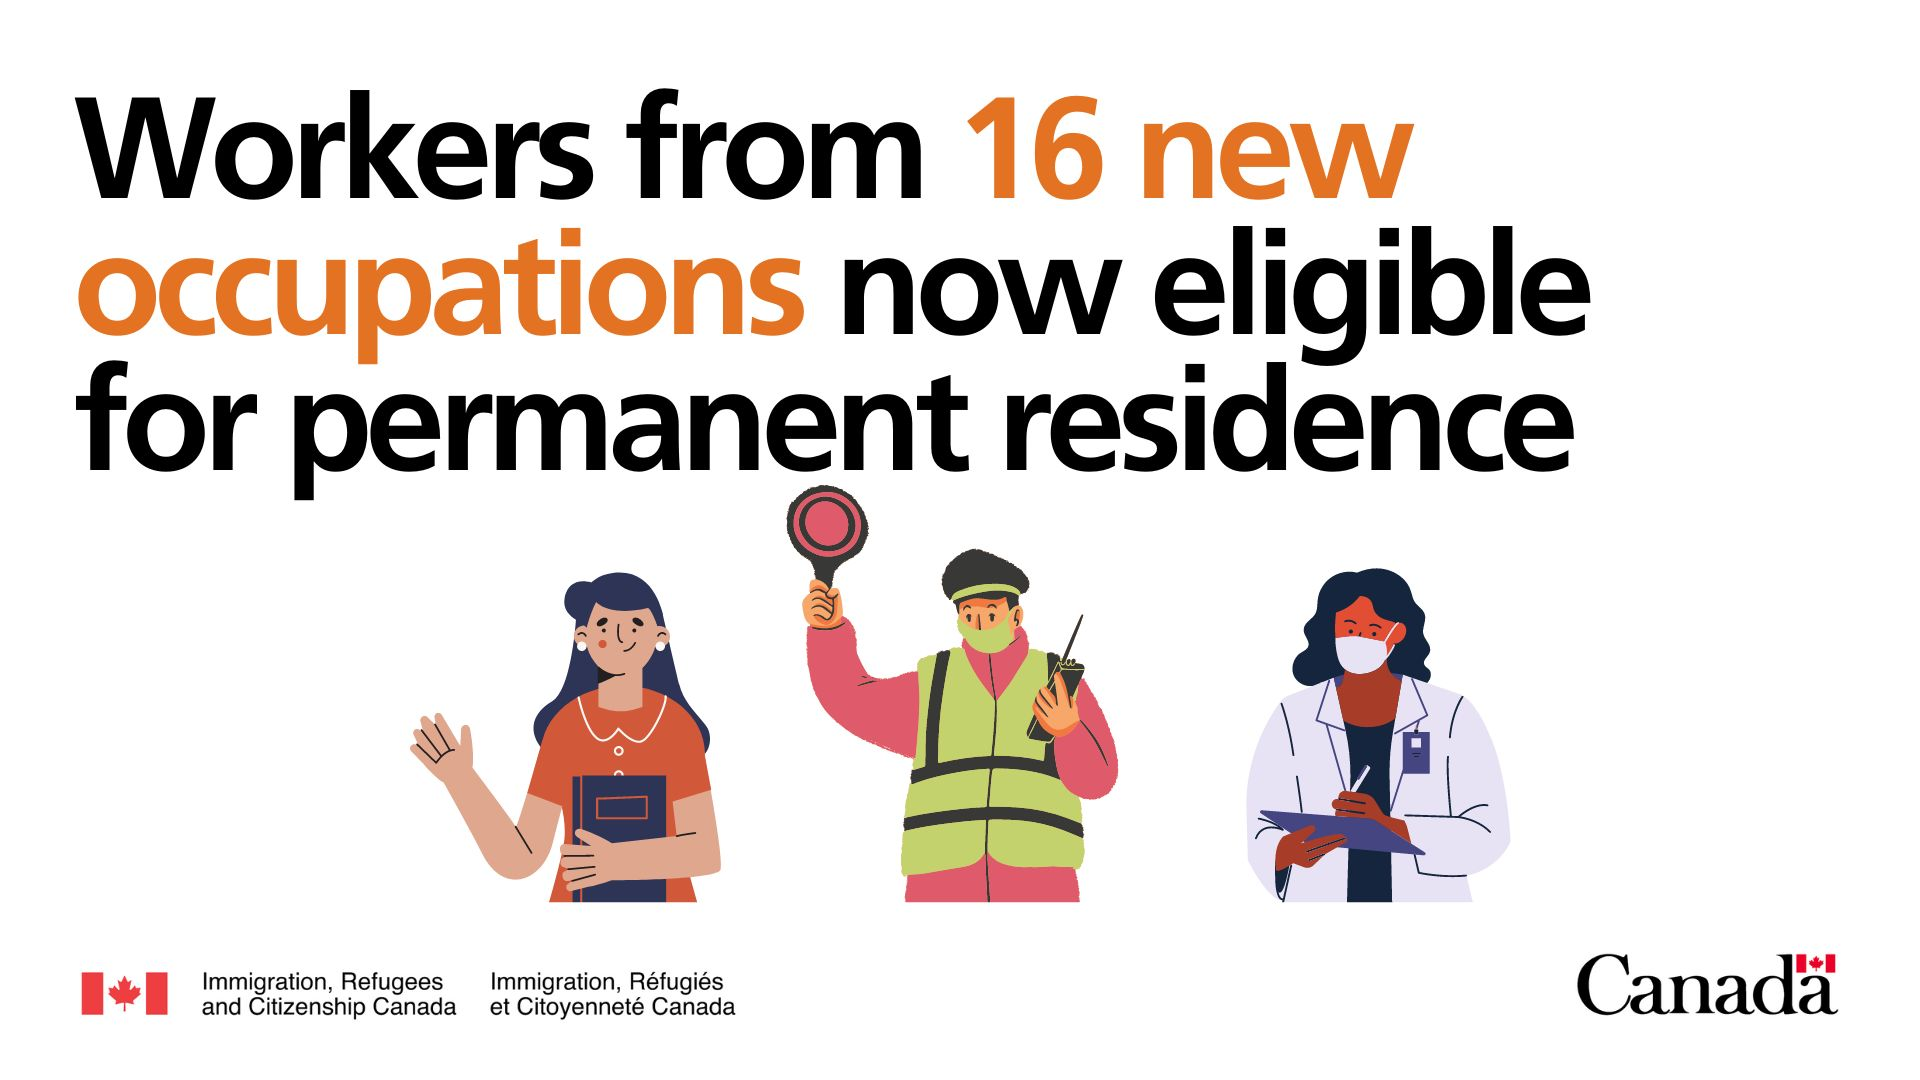 Workers from 16 new
occupations now eligible
for permanent residence
Immigration, Refugees
and Citizenship Canada
Immigration, Réfugiés
et Citoyenneté Canada
Canada